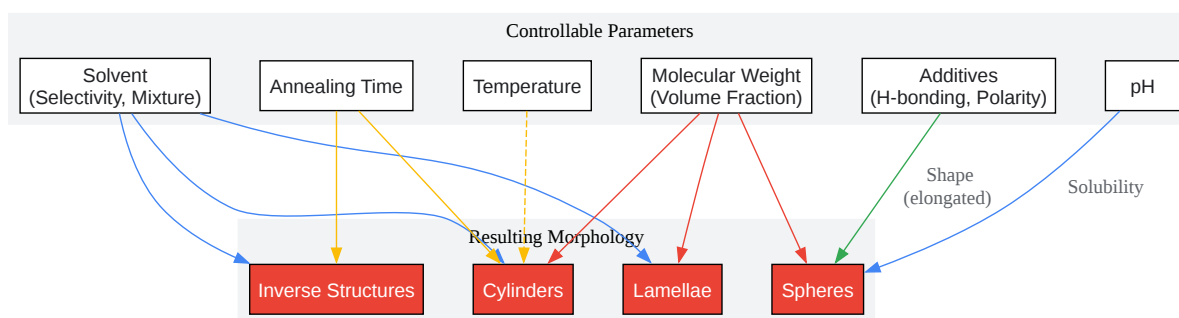 Controllable Parameters
Solvent
(Selectivity, Mixture)
Annealing Time
Temperature
Molecular Weight
(Volume Fraction)
Additives
(H-bonding, Polarity)
pH
Shape
(elongated)
Solubility
Resulting Morphology
Inverse Structures
Cylinders
Lamellae
Spheres